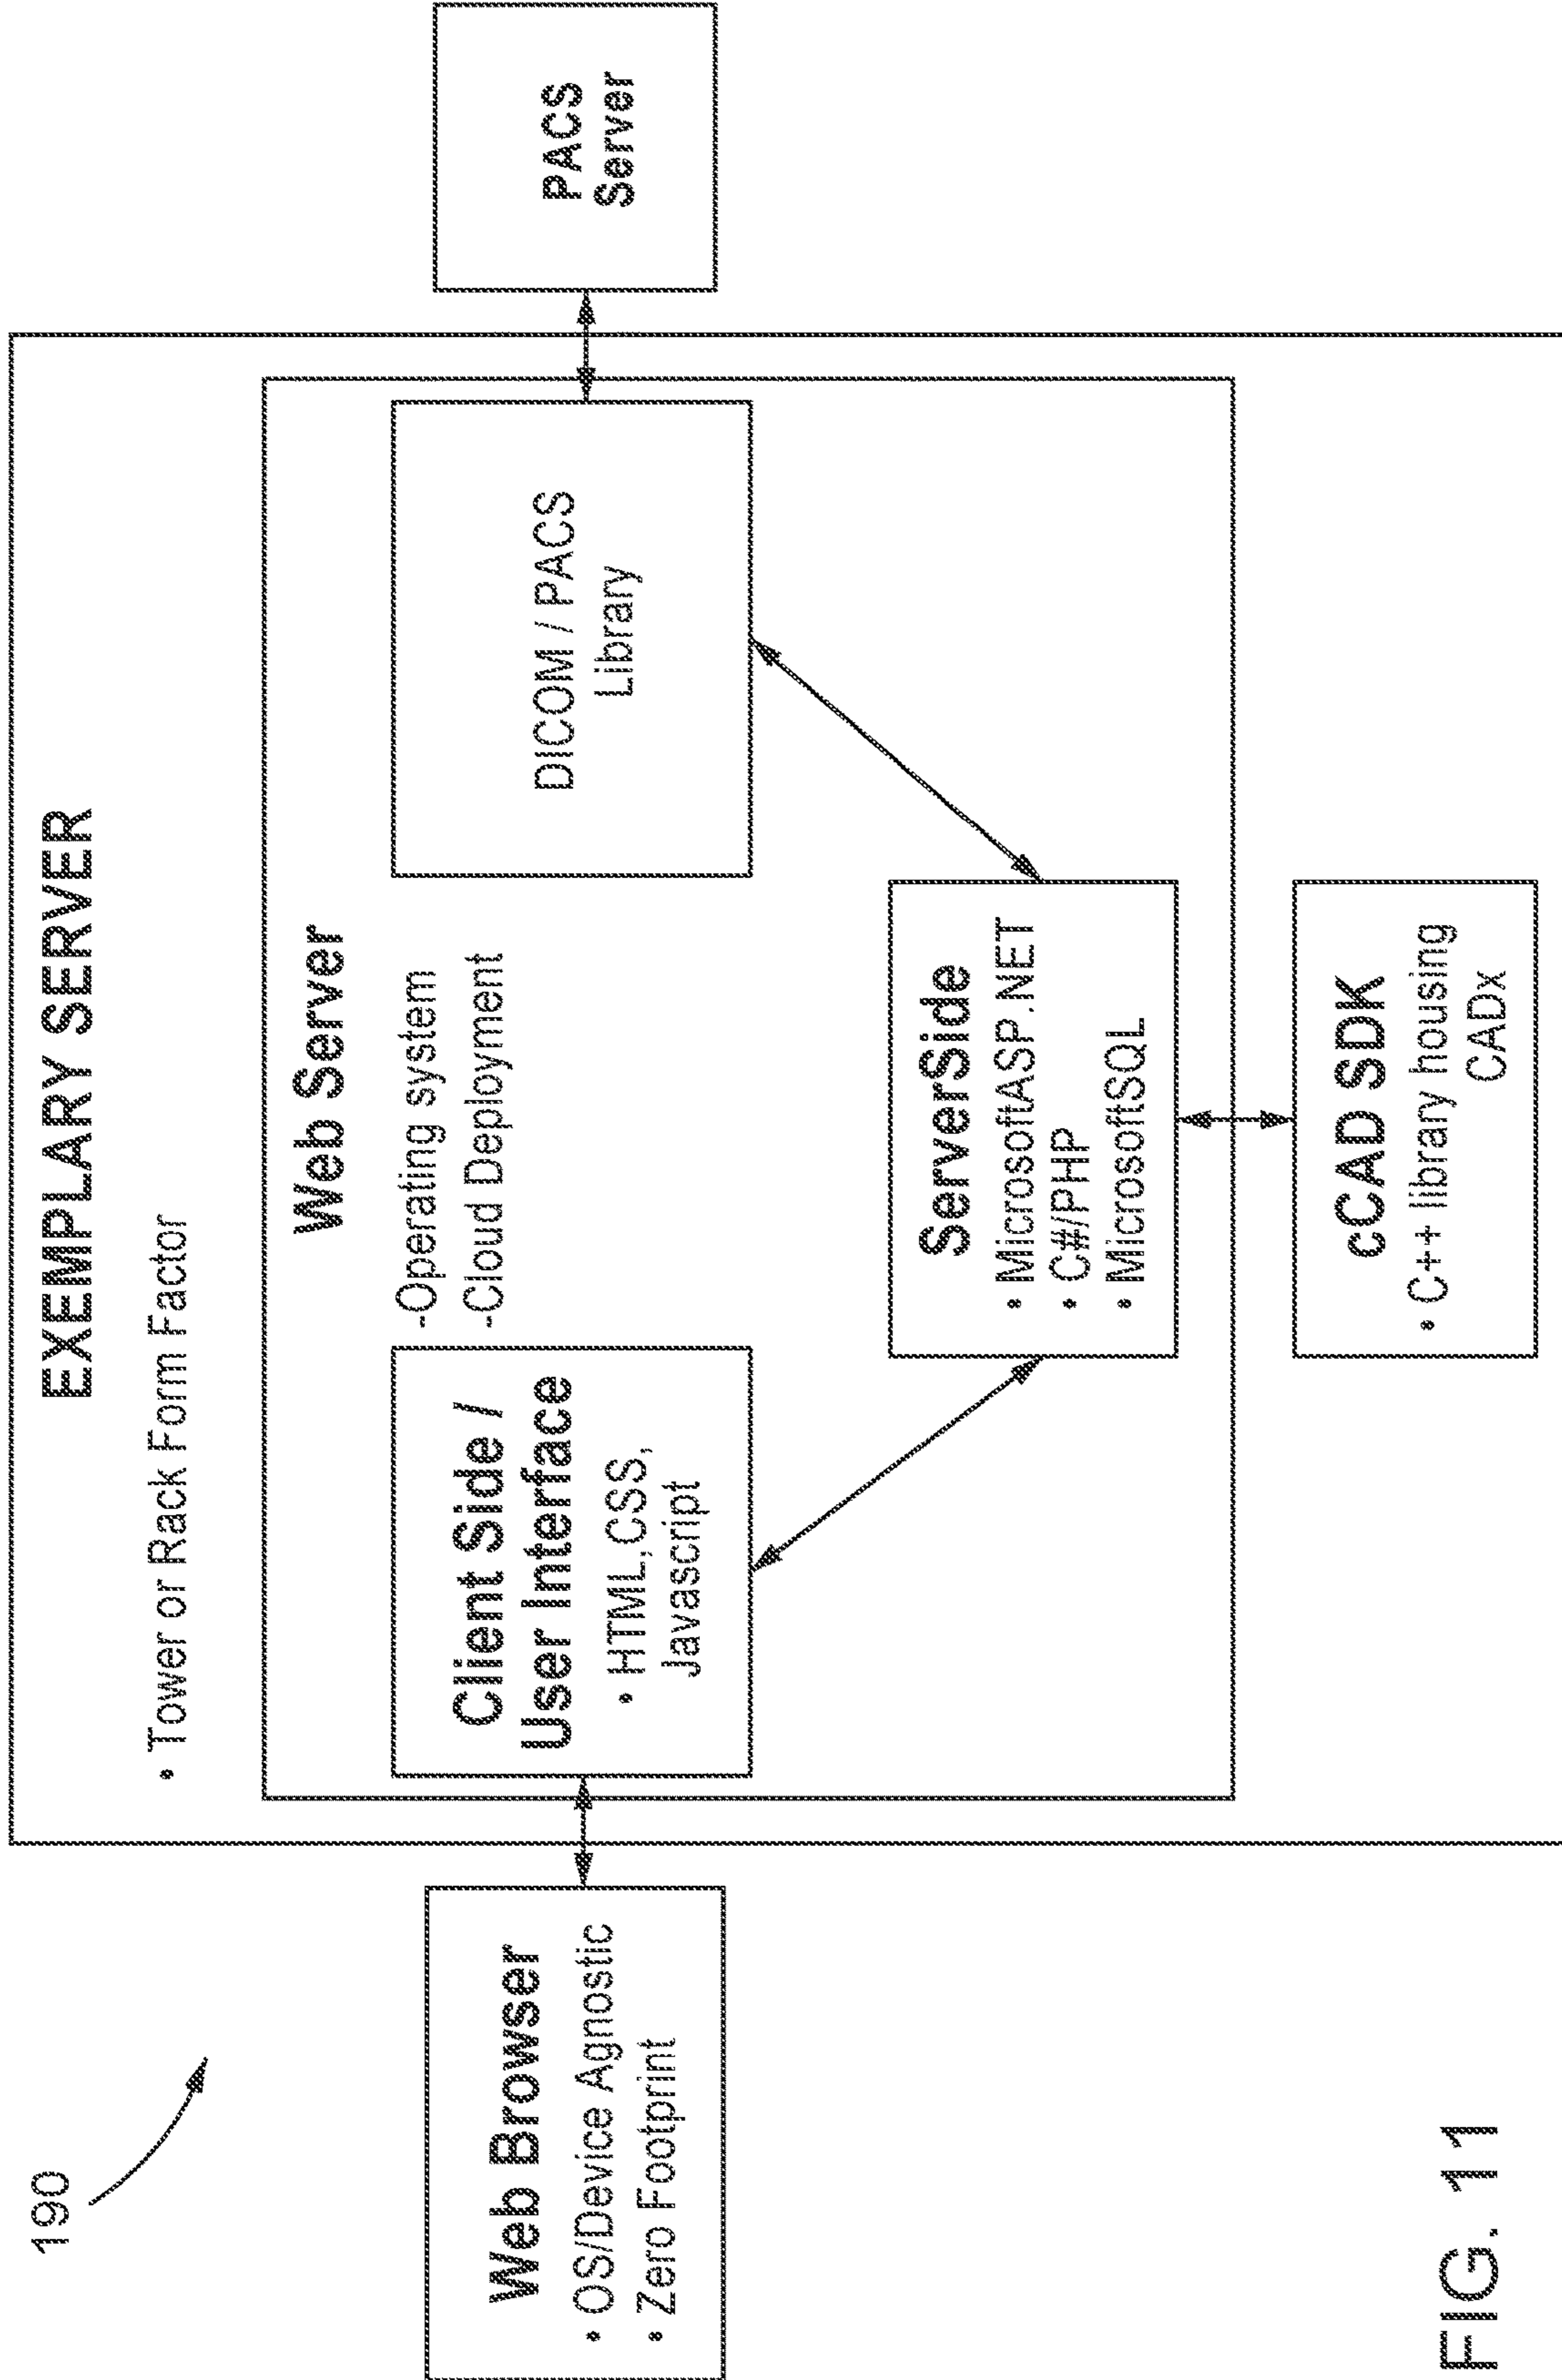 190
EXEMPLARY SERVER
• Tower or Rack Form Factor
Web Server
-Operating system
-Cloud Deployment
Web Browser
• OS/Device Agnostic
• Zero Footprint
Client Side /
User Interface
• HTML,CSS,
Javascript
DICOM / PACS
Library
PACS
Server
ServerSide
• MicrosoftASP.NET
• C#/PHP
• MicrosoftSQL
cCAD SDK
• C++ library housing
CADx
FIG. 11